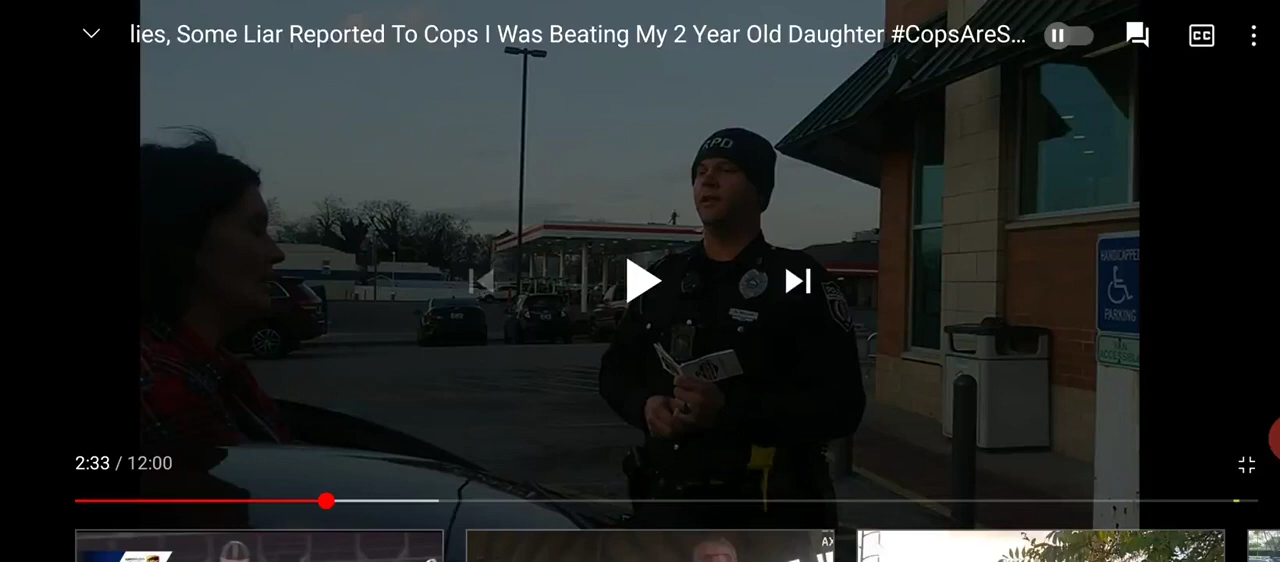 lies, Some Liar Reported To Cops I Was Beating My 2 Year Old Daughter #CopsAreS...
CC
HANDICAPPED
PARKING
2:33 / 12:00